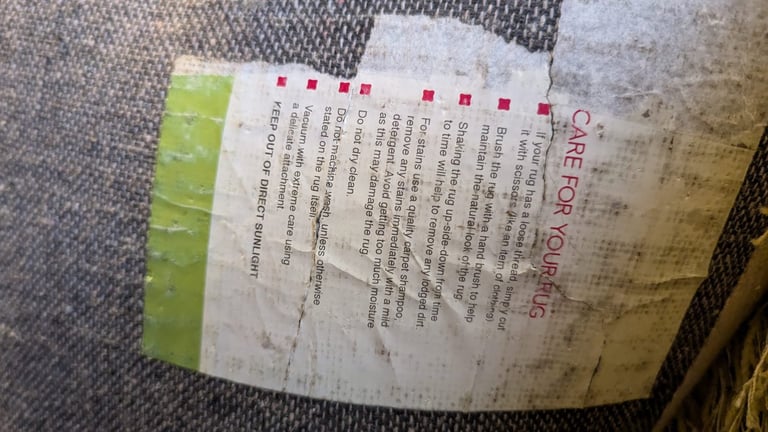 CARE FOR YOUR RUG
If your rug has a loose thread, simply cut
it with scissors (like an item of clothing)
Brush the rug with a hand brush to help
maintain the natural look of the rug
Shaking the rug up-side-down from time
to time will help to remove any lodged dirt.
For stains use a quality carpet shampoo,
remove any stains immediately with a mild
detergent. Avoid getting too much moisture
as this may damage the rug
Do not dry clean.
Do not machine wash, unless otherwise
stated on the rug itself.
Vacuum with extreme care using
a delicate attachment.
KEEP OUT OF DIRECT SUNLIGHT